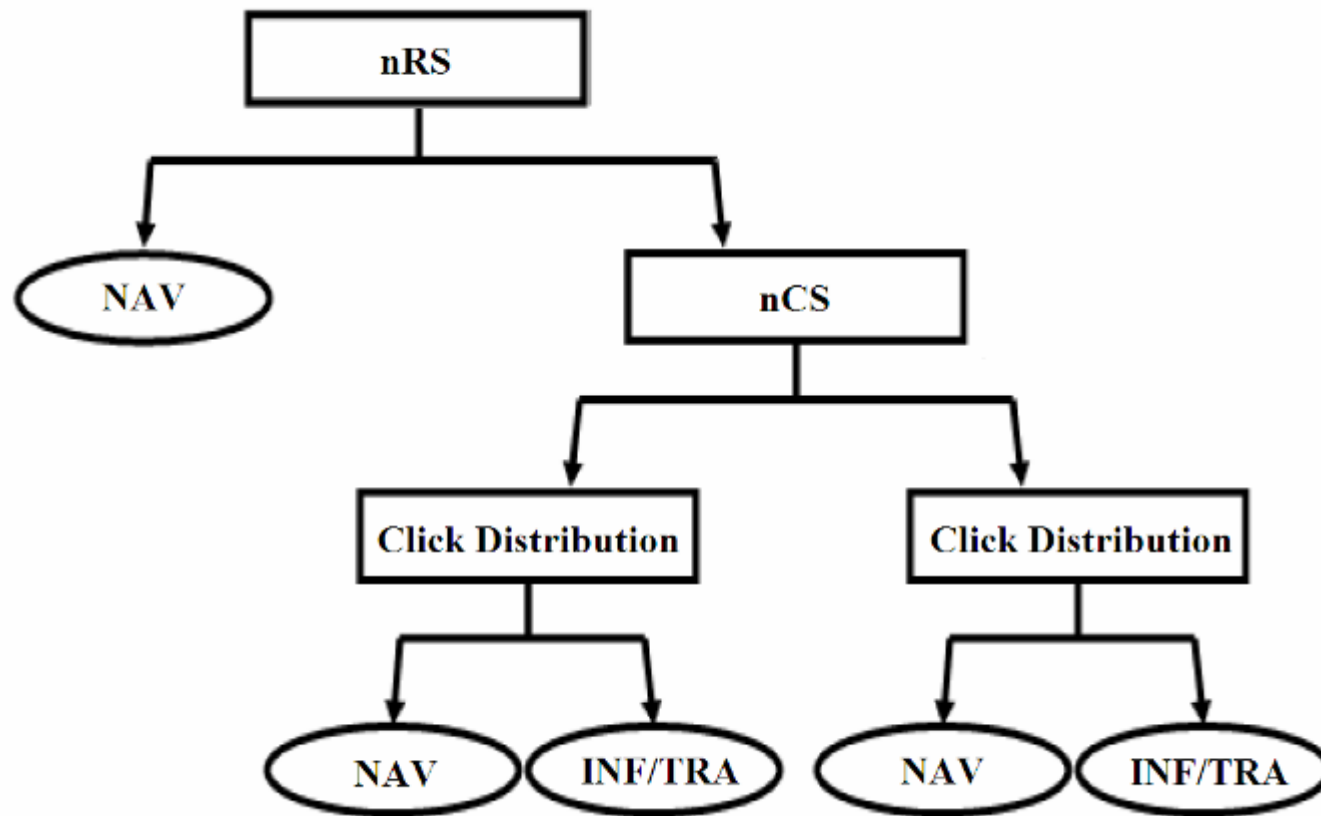 nRS
NAV
nCS
Click Distribution
Click Distribution
NAV
INF/TRA
NAV
INF/TRA